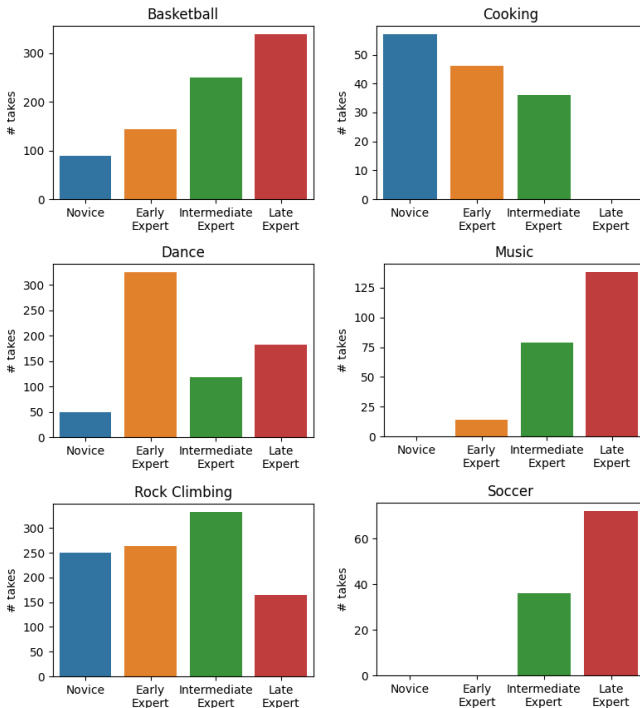 Basketball
# takes
300
200
100
0
Novice
Early
Expert
Intermediate
Expert
Late
Expert
Cooking
# takes
50
40
30
20
10
0
Novice
Early
Expert
Intermediate
Expert
Late
Expert
Dance
# takes
300
250
200
150
100
50
0
Novice
Early
Expert
Intermediate
Expert
Late
Expert
Music
# takes
125
100
75
50
25
0
Novice
Early
Expert
Intermediate
Expert
Late
Expert
Rock Climbing
# takes
300
250
200
150
100
50
0
Novice
Early
Expert
Intermediate
Expert
Late
Expert
Soccer
# takes
60
40
20
0
Novice
Early
Expert
Intermediate
Expert
Late
Expert